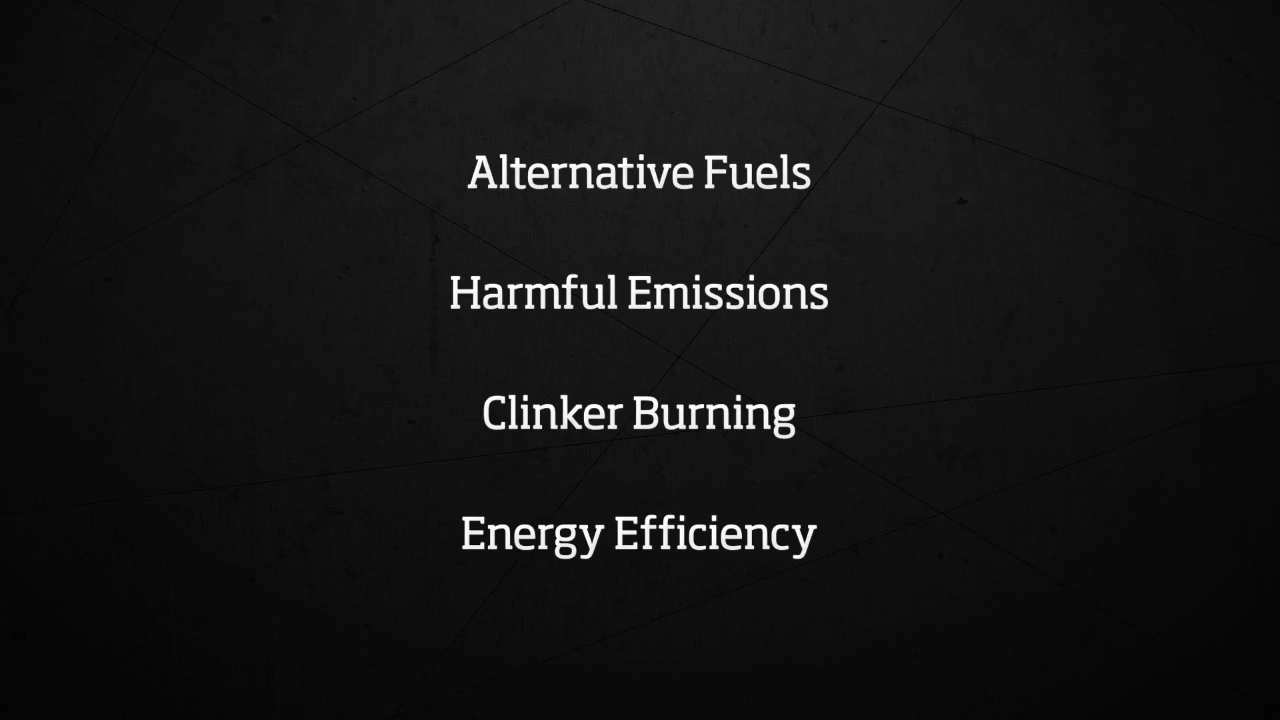 Alternative Fuels
Harmful Emissions
Clinker Burning
Energy Efficiency